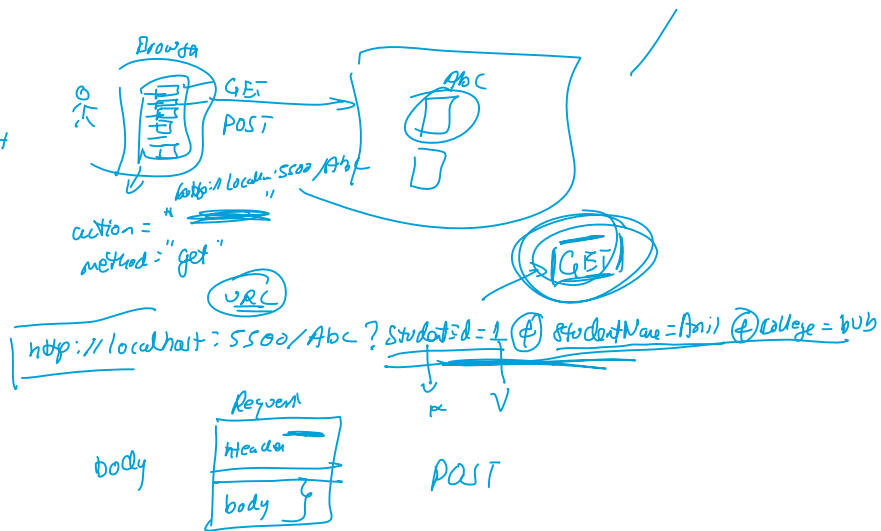 Browser
GET
POST
AbC
http://localhost:5500/Abc
action = " "
method = "get"
GET
URL
http://localhost:5500/Abc?Studentid=1 & StudentName=Anil & College=bub
V
Request
Header
body
body
POST